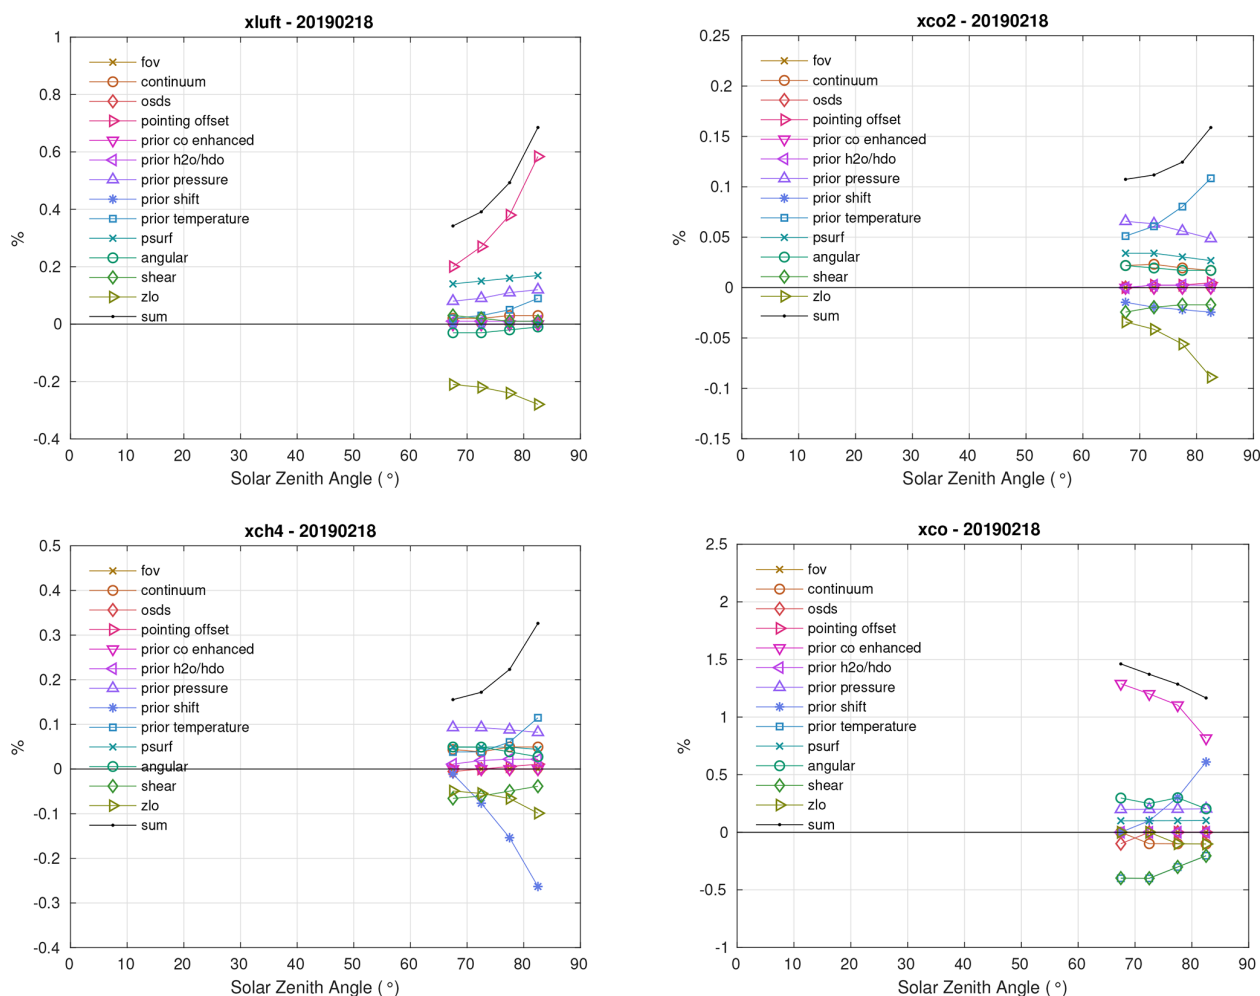 xluft - 20190218
1
0.8
0.6
0.4
0.2
0
-0.2
-0.4
%
fov
continuum
osds
pointing offset
prior co enhanced
prior h2o/hdo
prior pressure
prior shift
prior temperature
psurf
angular
shear
zlo
sum
0 10 20 30 40 50 60 70 80 90
Solar Zenith Angle ( °)
xco2 - 20190218
0.25
0.2
0.15
0.1
0.05
0
-0.05
-0.1
-0.15
%
fov
continuum
osds
pointing offset
prior co enhanced
prior h2o/hdo
prior pressure
prior shift
prior temperature
psurf
angular
shear
zlo
sum
0 10 20 30 40 50 60 70 80 90
Solar Zenith Angle ( °)
xch4 - 20190218
0.5
0.4
0.3
0.2
0.1
0
-0.1
-0.2
-0.3
-0.4
%
fov
continuum
osds
pointing offset
prior co enhanced
prior h2o/hdo
prior pressure
prior shift
prior temperature
psurf
angular
shear
zlo
sum
0 10 20 30 40 50 60 70 80 90
Solar Zenith Angle ( °)
xco - 20190218
2.5
2
1.5
1
0.5
0
-0.5
-1
%
fov
continuum
osds
pointing offset
prior co enhanced
prior h2o/hdo
prior pressure
prior shift
prior temperature
psurf
angular
shear
zlo
sum
0 10 20 30 40 50 60 70 80 90
Solar Zenith Angle ( °)